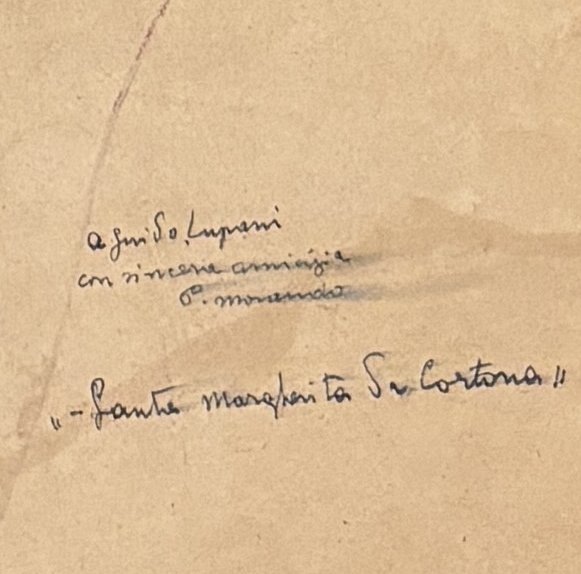 a Guido Lupani
con sincera amicizia
P. Morando
"-Santa Margherita Da Cortona"